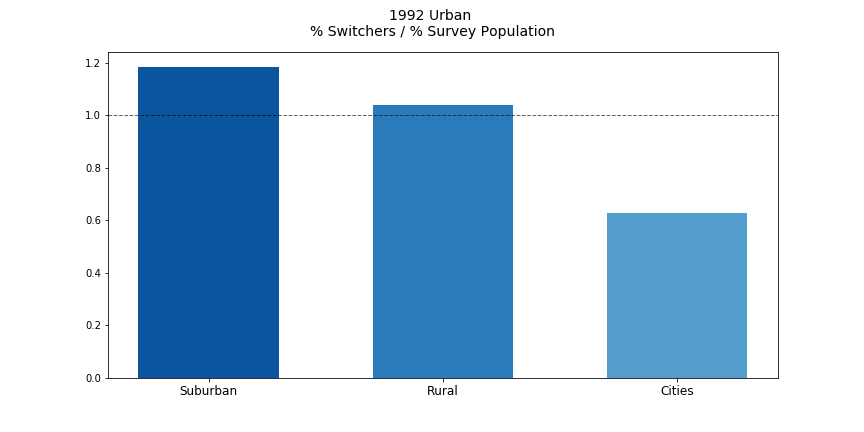 1992 Urban
% Switchers / % Survey Population
1.2
1.0
0.8
0.6
0.4
0.2
0.0
Suburban Rural Cities